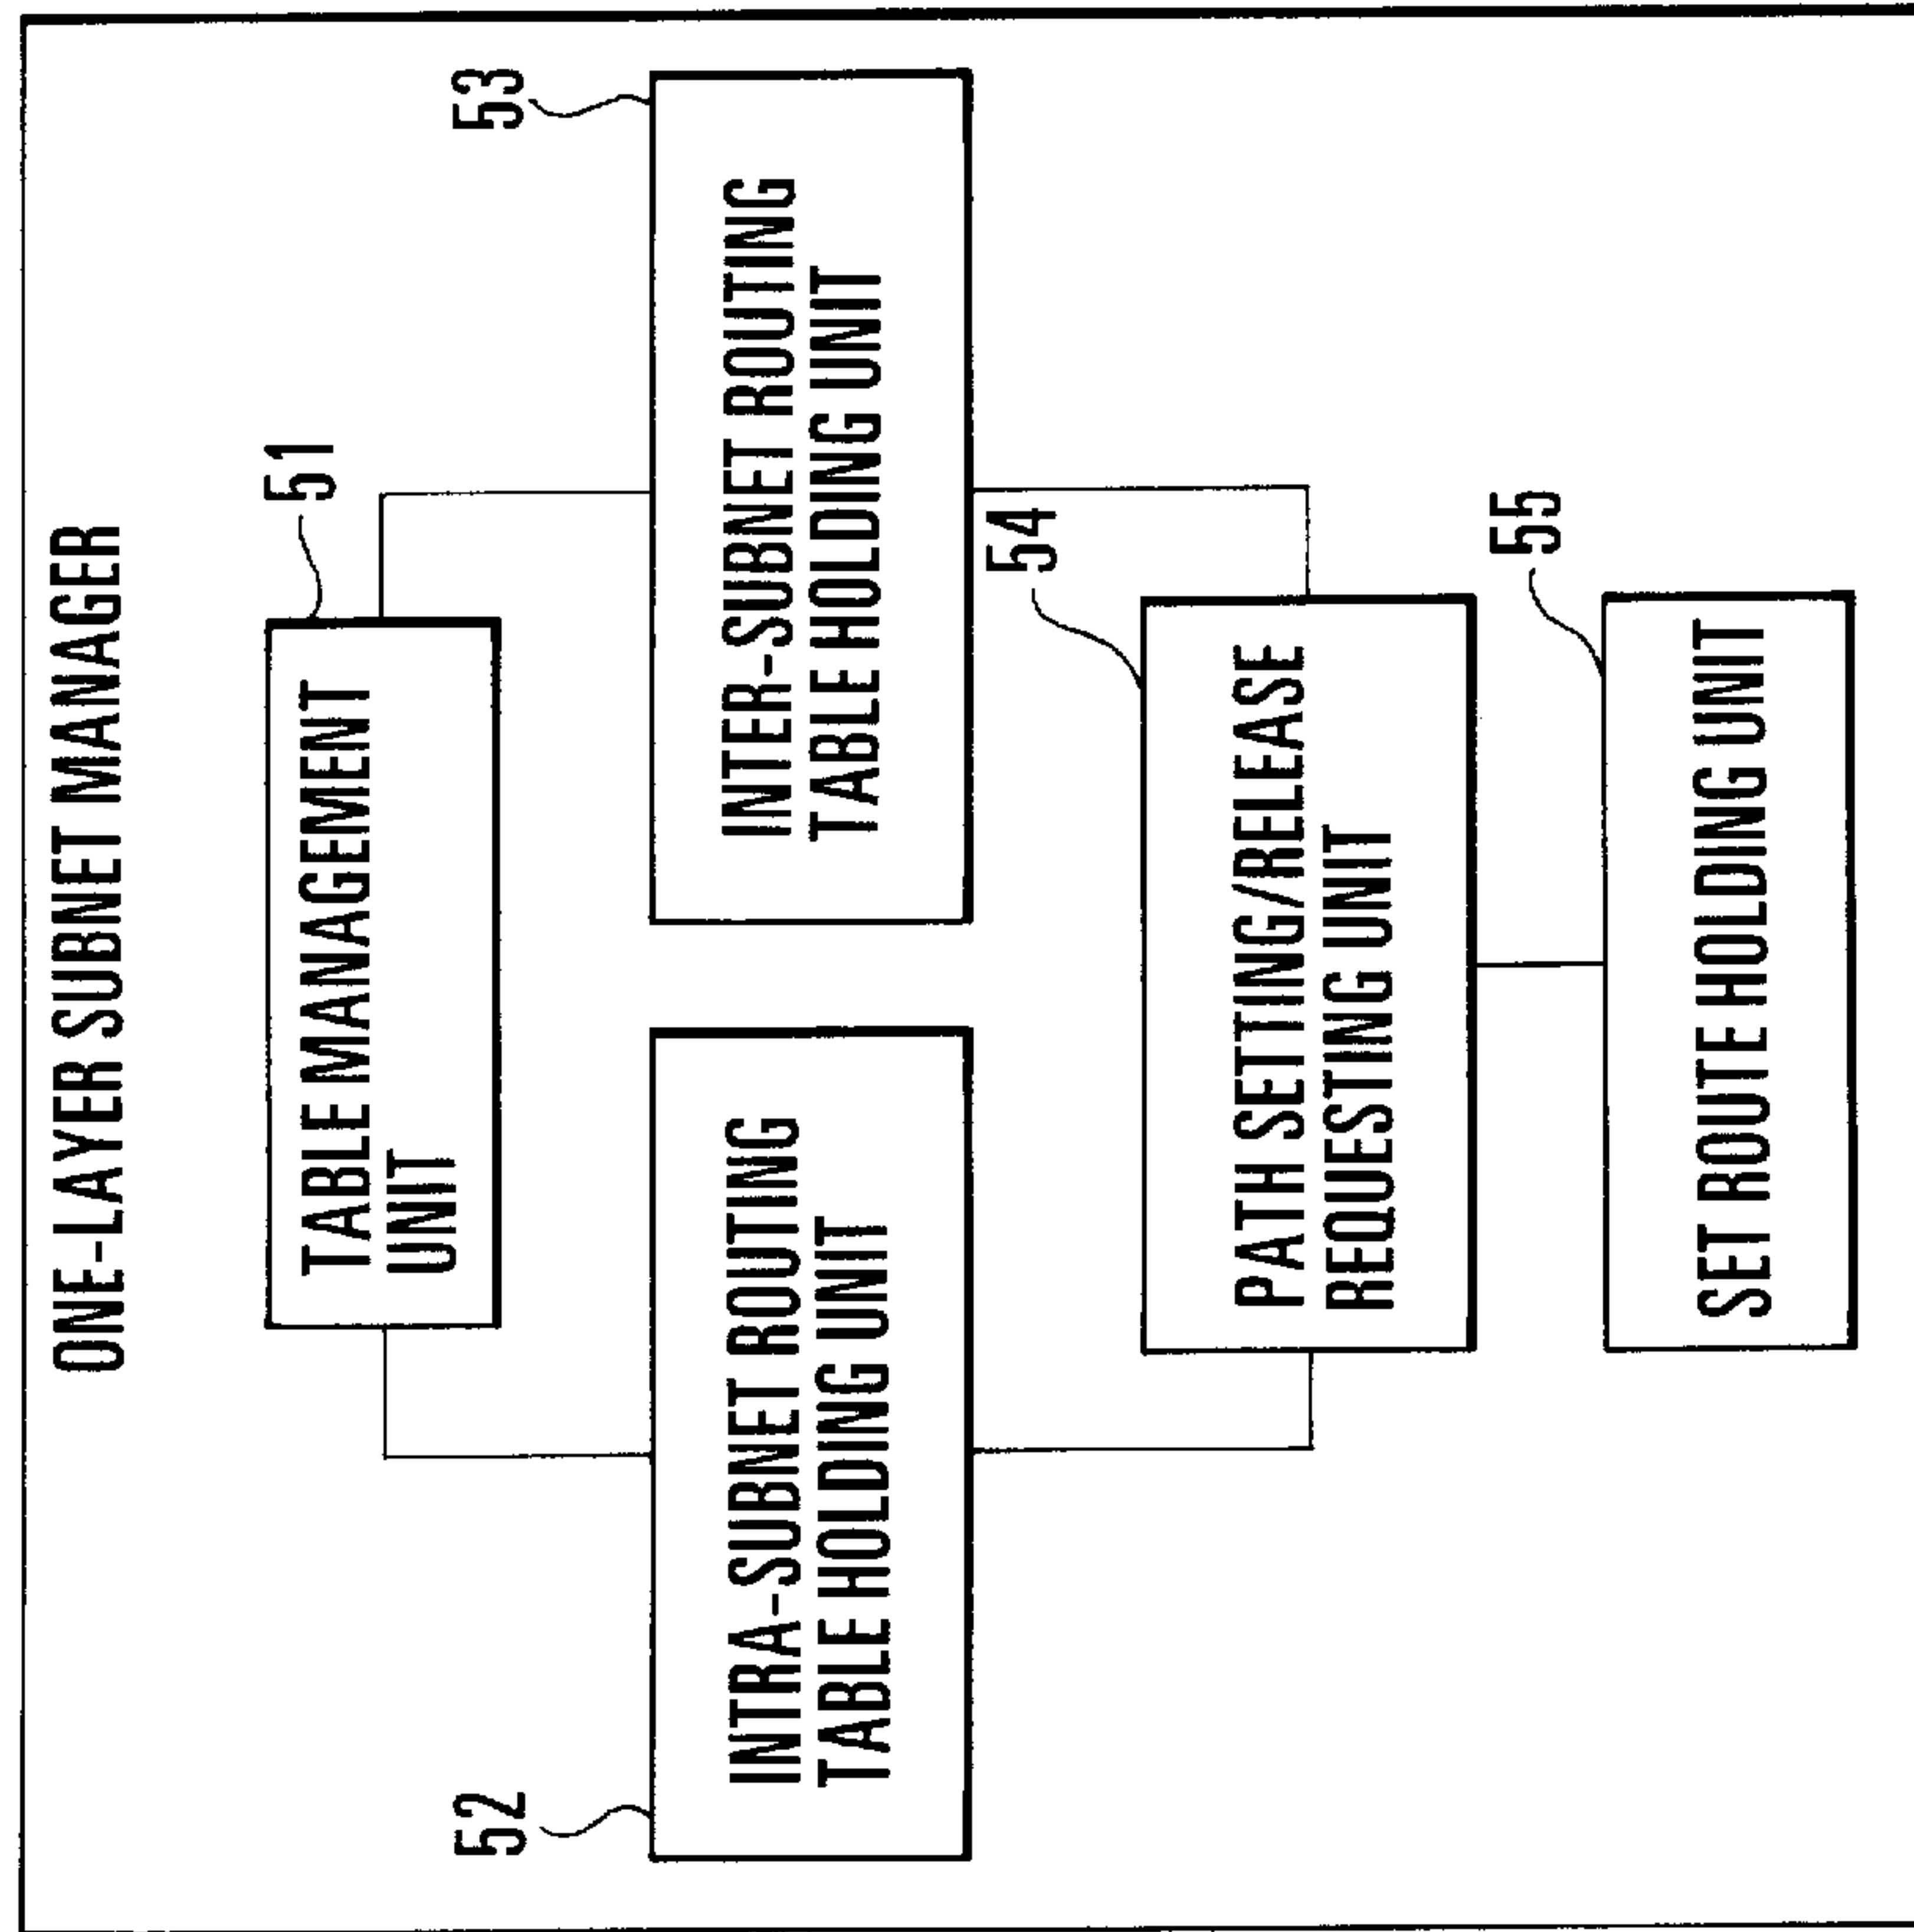 ONE-LAYER SUBNET MANAGER
51
TABLE MANAGEMENT
UNIT
52
INTRA-SUBNET ROUTING
TABLE HOLDING UNIT
53
INTER-SUBNET ROUTING
TABLE HOLDING UNIT
54
PATH SETTING/RELEASE
REQUESTING UNIT
55
SET ROUTE HOLDING UNIT